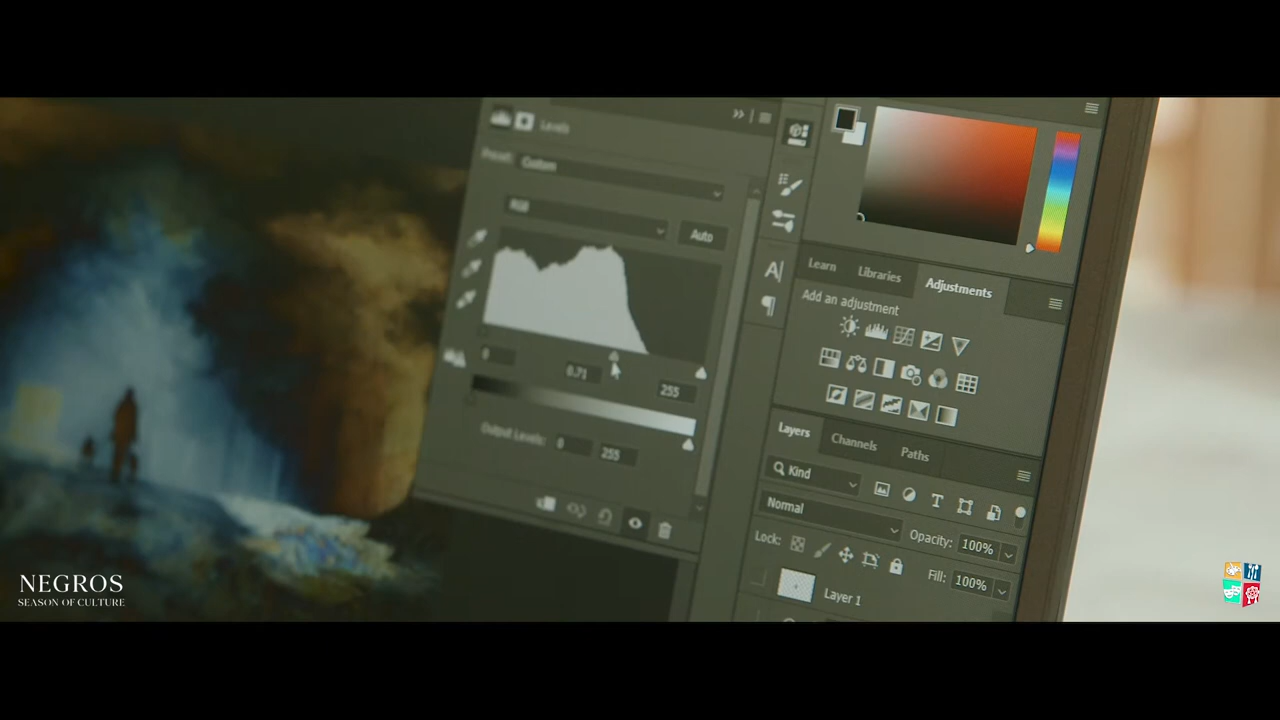 Levels
Preset: Custom
RGB
Auto
0
0.71
255
Output Levels: 0 255
Learn Libraries Adjustments
Add an adjustment
Layers Channels Paths
Kind
T
Normal
Opacity: 100%
Lock:
Fill: 100%
Layer 1
NEGROS
SEASON OF CULTURE